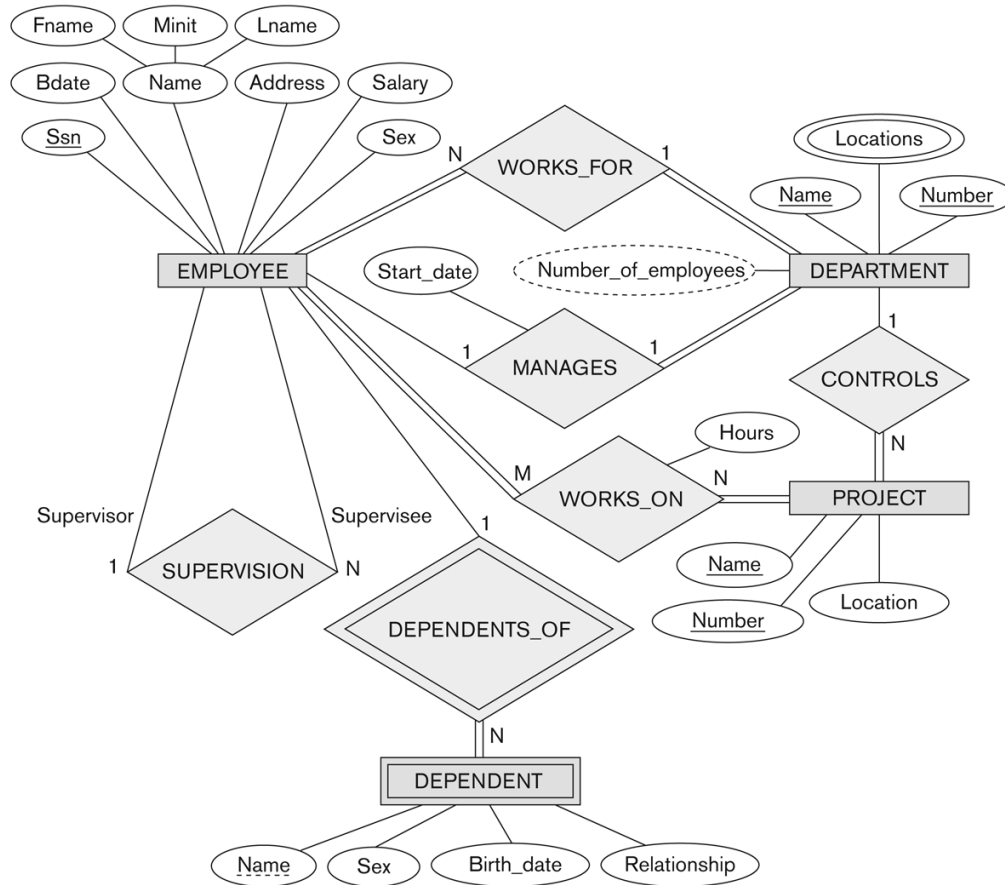 Fname Minit Lname
Bdate Name Address Salary
Ssn Sex
Locations
N 1
WORKS_FOR
Name Number
EMPLOYEE Start_date Number_of_employees DEPARTMENT
1
1 MANAGES 1
CONTROLS
Hours
N
M N
WORKS_ON PROJECT
Supervisor Supervisee 1
1 SUPERVISION N
Name
Location
Number
DEPENDENTS_OF
N
DEPENDENT
Name Sex Birth_date Relationship